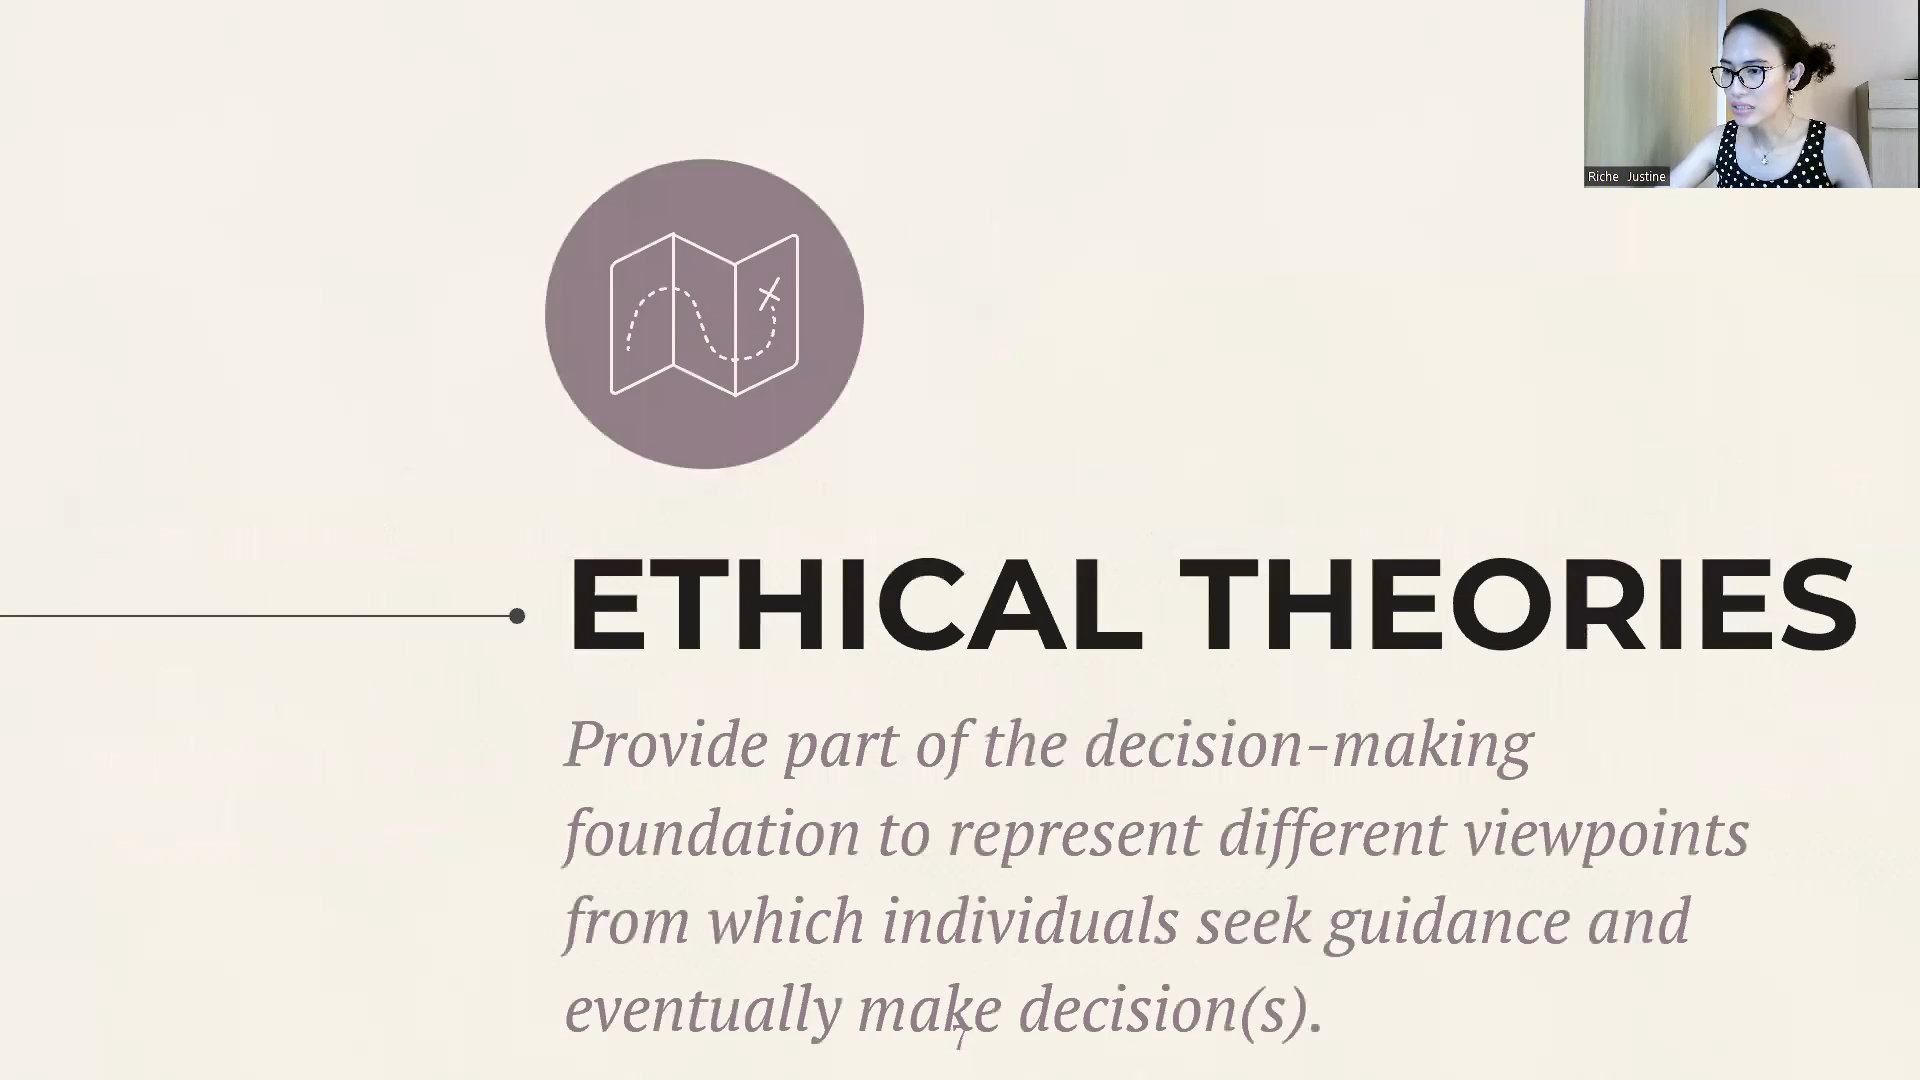 Riche Justine
ETHICAL THEORIES
Provide part of the decision-making
foundation to represent different viewpoints
from which individuals seek guidance and
eventually make decision(s).
7